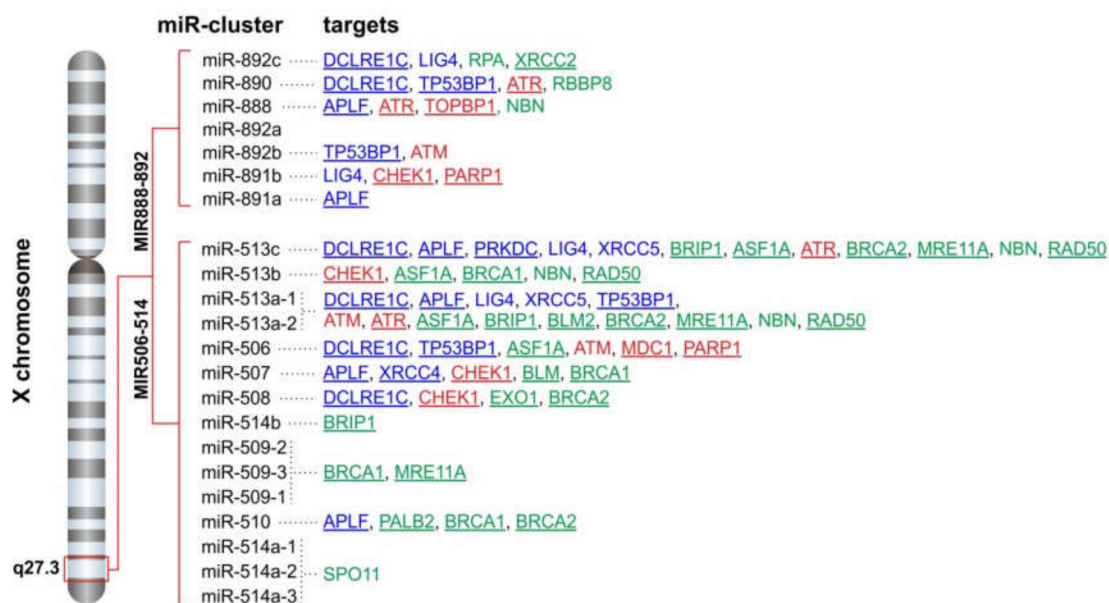 miR-cluster targets
miR-892c DCLRE1C, LIG4, RPA, XRCC2
miR-890 DCLRE1C, TP53BP1, ATR, RBBP8
miR-888 APLF, ATR, TOPBP1, NBN
miR-892a
miR-892b TP53BP1, ATM
miR-891b LIG4, CHEK1, PARP1
miR-891a APLF
MIR888-892
miR-513c DCLRE1C, APLF, PRKDC, LIG4, XRCC5, BRIP1, ASF1A, ATR, BRCA2, MRE11A, NBN, RAD50
miR-513b CHEK1, ASF1A, BRCA1, NBN, RAD50
miR-513a-1 DCLRE1C, APLF, LIG4, XRCC5, TP53BP1,
miR-513a-2 ATM, ATR, ASF1A, BRIP1, BLM2, BRCA2, MRE11A, NBN, RAD50
miR-506 DCLRE1C, TP53BP1, ASF1A, ATM, MDC1, PARP1
miR-507 APLF, XRCC4, CHEK1, BLM, BRCA1
miR-508 DCLRE1C, CHEK1, EXO1, BRCA2
miR-514b BRIP1
miR-509-2
miR-509-3 BRCA1, MRE11A
miR-509-1
miR-510 APLF, PALB2, BRCA1, BRCA2
miR-514a-1
miR-514a-2 SPO11
miR-514a-3
MIR506-514
X chromosome
q27.3